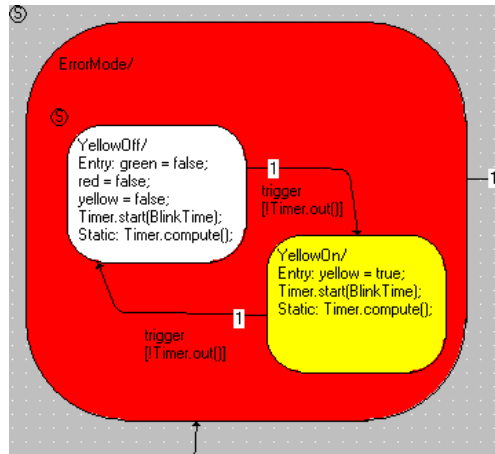 S
ErrorMode/
S
YellowOff/
Entry: green = false;
red = false;
yellow = false;
Timer.start(BlinkTime);
Static: Timer.compute();
1
trigger
[!Timer.out()]
1
YellowOn/
Entry: yellow = true;
Timer.start(BlinkTime);
Static: Timer.compute();
1
trigger
[!Timer.out()]